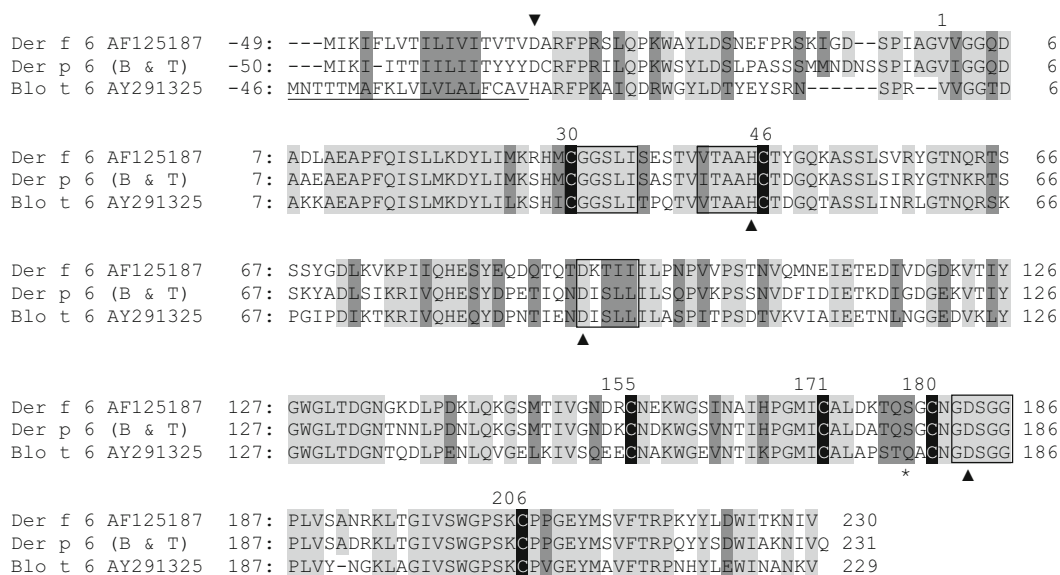 ▼ 1
Der f 6 AF125187 -49: ---MIKIFLVTILIVITVTVDARFPRSLQPKWAYLDSNEFPRSKIGD--SPIAGVVGGQD 6
Der p 6 (B & T) -50: ---MIKI-ITTIILIITYYYDCRFPRILQPKWSYLDSLPASSSMMNDNSSPIAGVIGGQD 6
Blo t 6 AY291325 -46: MNTTTMAFKLVLVLALFCAVHARFPKAIQDRWGYLDTYEYSRN------SPR--VVGGTD 6
30 46
Der f 6 AF125187 7: ADLAEAPFQISLLKDYLIMKRHMCGGSLISESTVVTAAHCTYGQKASSLSVRYGTNQRTS 66
Der p 6 (B & T) 7: AAEAEAPFQISLMKDYLIMKSHMCGGSLISASTVITAAHCTDGQKASSLSIRYGTNKRTS 66
Blo t 6 AY291325 7: AKKAEAPFQISLMKDYLILKSHICGGSLITPQTVVTAAHCTDGQTASSLINRLGTNQRSK 66
▲
Der f 6 AF125187 67: SSYGDLKVKPIIQHESYEQDQTQTDKTIIILPNPVVPSTNVQMNEIETEDIVDGDKVTIY 126
Der p 6 (B & T) 67: SKYADLSIKRIVQHESYDPETIQNDISLLILSQPVKPSSNVDFIDIETKDIGDGEKVTIY 126
Blo t 6 AY291325 67: PGIPDIKTKRIVQHEQYDPNTIENDISLLILASPITPSDTVKVIAIEETNLNGGEDVKLY 126
▲
155 171 180
Der f 6 AF125187 127: GWGLTDGNGKDLPDKLQKGSMTIVGNDRCNEKWGSINAIHPGMICALDKTQSGCNGDSGG 186
Der p 6 (B & T) 127: GWGLTDGNTNNLPDNLQKGSMTIVGNDKCNDKWGSVNTIHPGMICALDATQSGCNGDSGG 186
Blo t 6 AY291325 127: GWGLTDGNTQDLPENLQVGELKIVSQEECNAKWGEVNTIKPGMICALAPSTQACNGDSGG 186
* ▲
206
Der f 6 AF125187 187: PLVSANRKLTGIVSWGPSKCPPGEYMSVFTRPKYYLDWITKNIV 230
Der p 6 (B & T) 187: PLVSADRKLTGIVSWGPSKCPPGEYMSVFTRPQYYSDWIAKNIVQ 231
Blo t 6 AY291325 187: PLVY-NGKLAGIVSWGPSKCPVGEYMAVFTRPNHYLEWINANKV 229